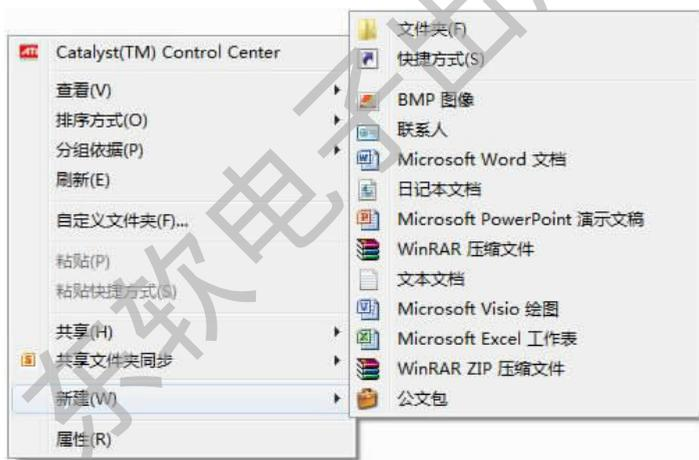 Catalyst(TM) Control Center
查看(V)
排序方式(O)
分组依据(P)
刷新(E)
自定义文件夹(F)...
粘贴(P)
粘贴快捷方式(S)
共享(H)
共享文件夹同步
新建(W)
属性(R)
文件夹(F)
快捷方式(S)
BMP 图像
联系人
Microsoft Word 文档
日记本文档
Microsoft PowerPoint 演示文稿
WinRAR 压缩文件
文本文档
Microsoft Visio 绘图
Microsoft Excel 工作表
WinRAR ZIP 压缩文件
公文包
东软电子出